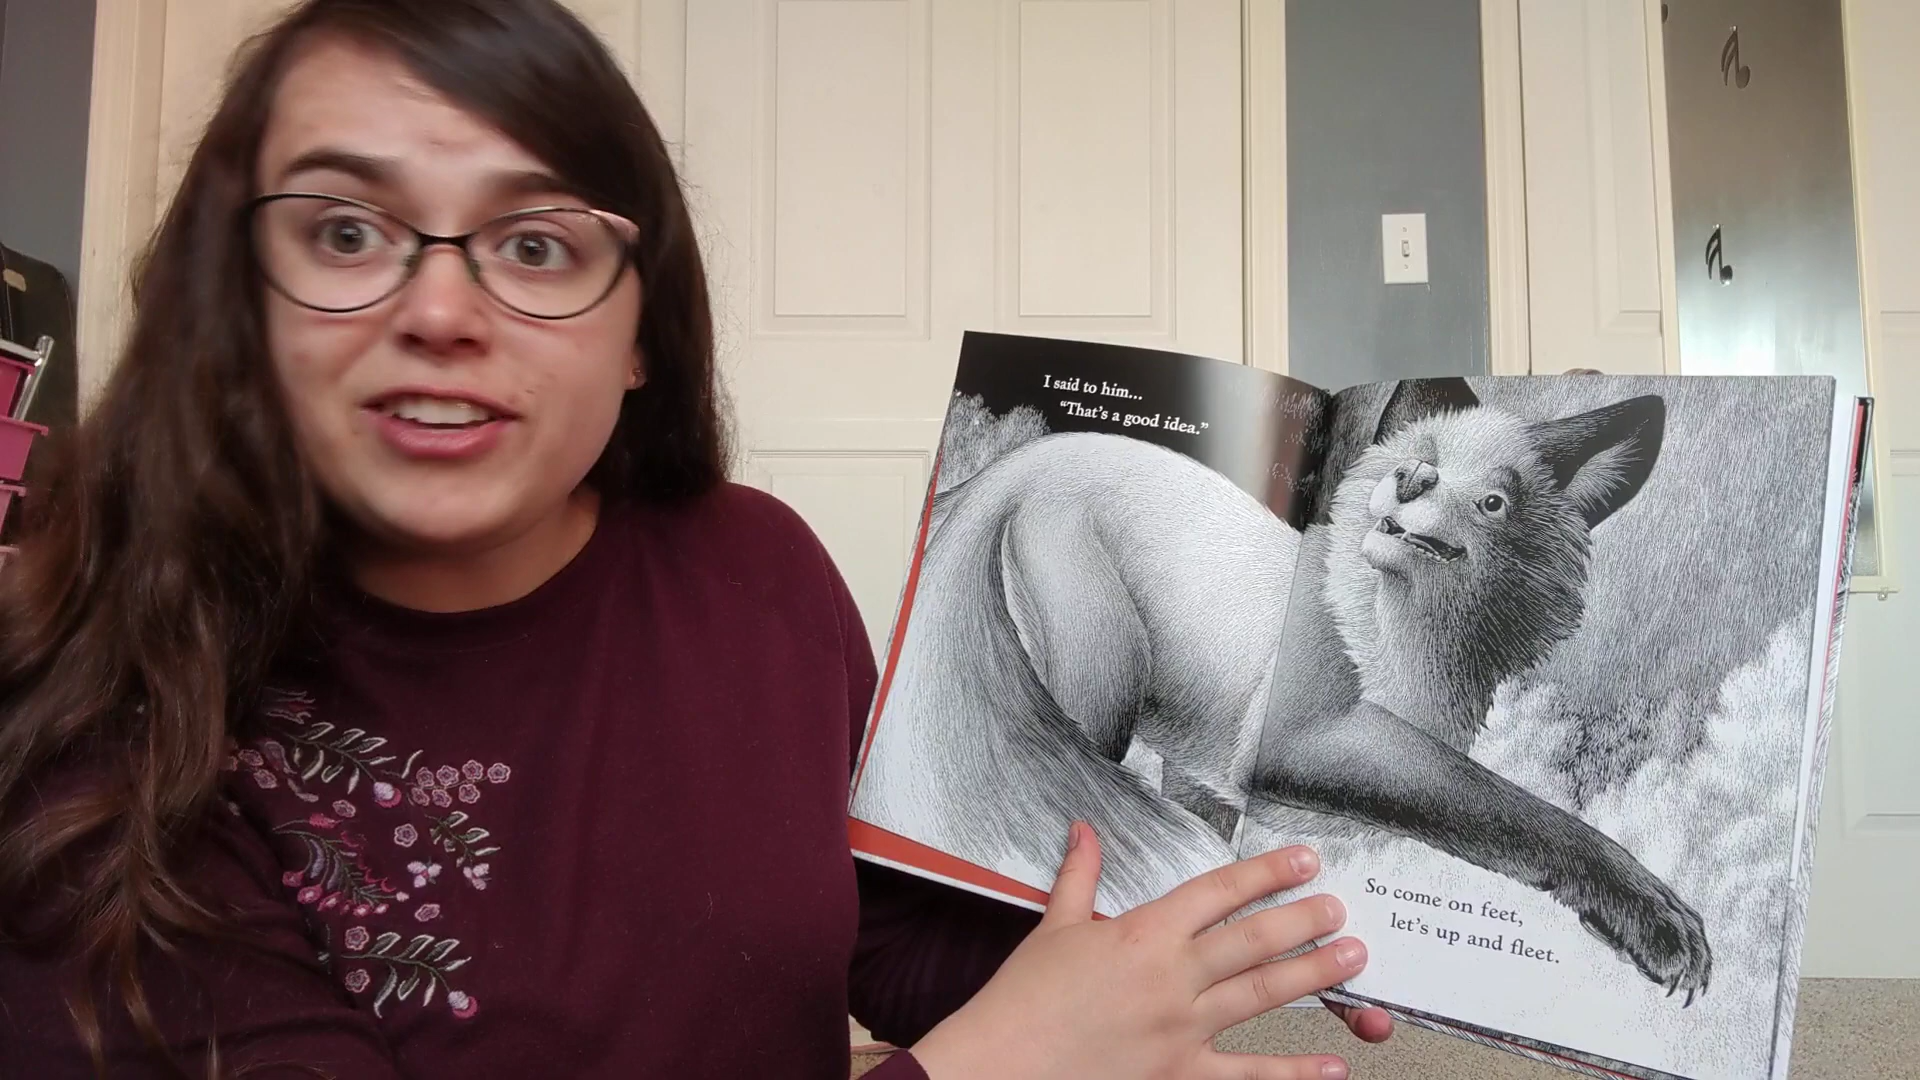 I said to him...
"That's a good idea."
So come on feet,
let's up and fleet.